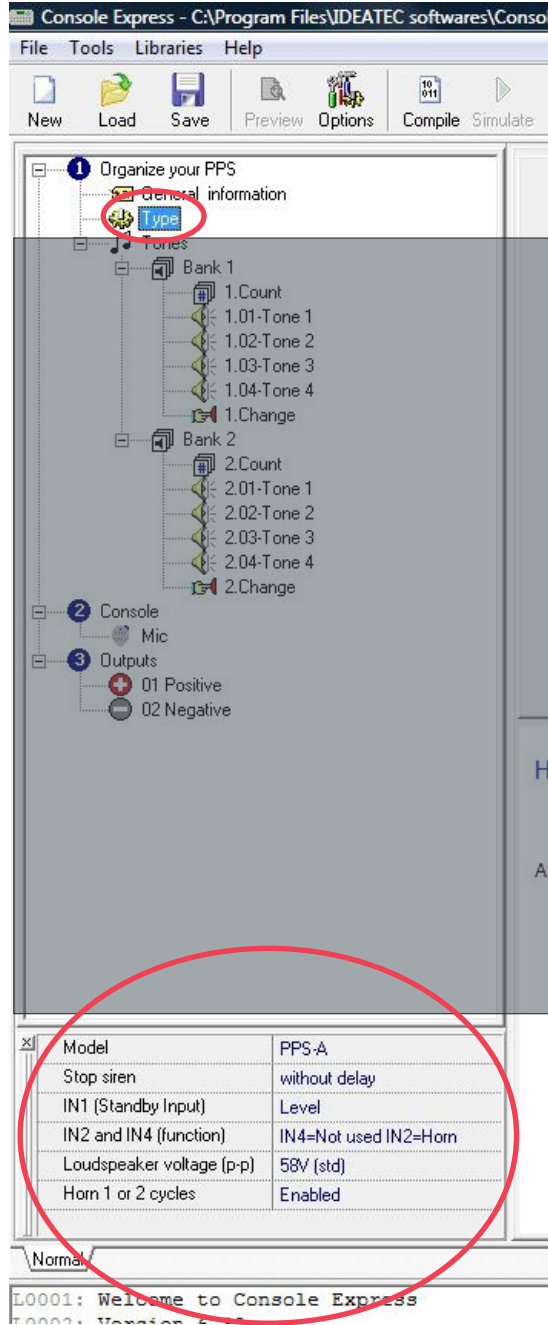 Console Express - C:\Program Files\IDEATEC softwares\Conso
File Tools Libraries Help
New Load Save Preview Options Compile Simulate
1 Organize your PPS
General information
Type
Tones
Bank 1
1.Count
1.01-Tone 1
1.02-Tone 2
1.03-Tone 3
1.04-Tone 4
1.Change
Bank 2
2.Count
2.01-Tone 1
2.02-Tone 2
2.03-Tone 3
2.04-Tone 4
2.Change
2 Console
Mic
3 Outputs
01 Positive
02 Negative
H
A
Model PPS-A
Stop siren without delay
IN1 (Standby Input) Level
IN2 and IN4 (function) IN4=Not used IN2=Horn
Loudspeaker voltage (p-p) 58V (std)
Horn 1 or 2 cycles Enabled
Normal
L0001: Welcome to Console Express
L0002: Version